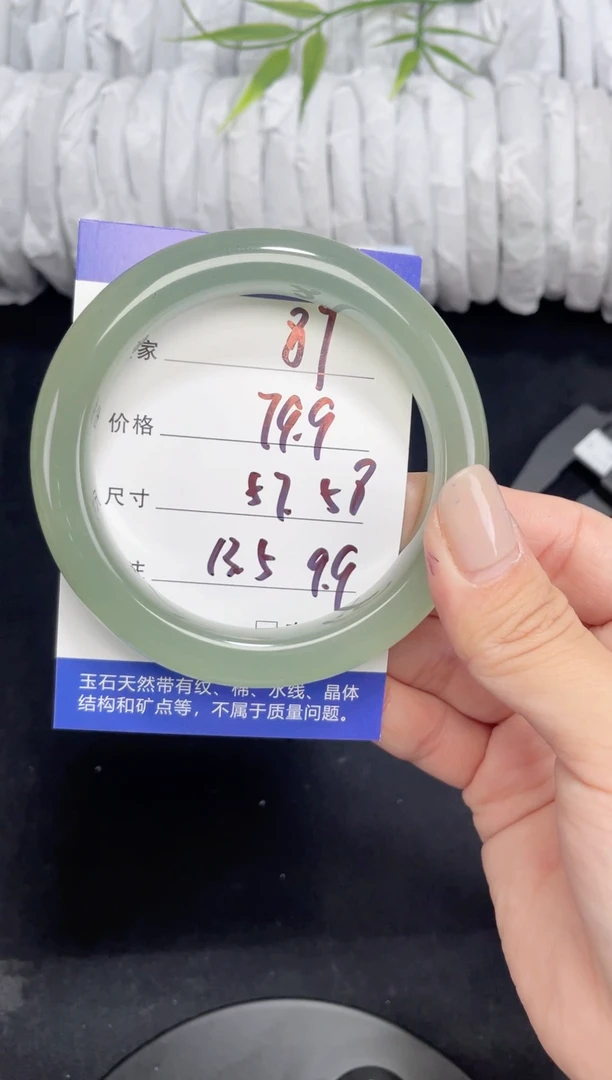 家 87
价格 79.9
尺寸 57. 58
13.5 9.9
玉石天然带有纹、棉、水线、晶体
结构和矿点等，不属于质量问题。